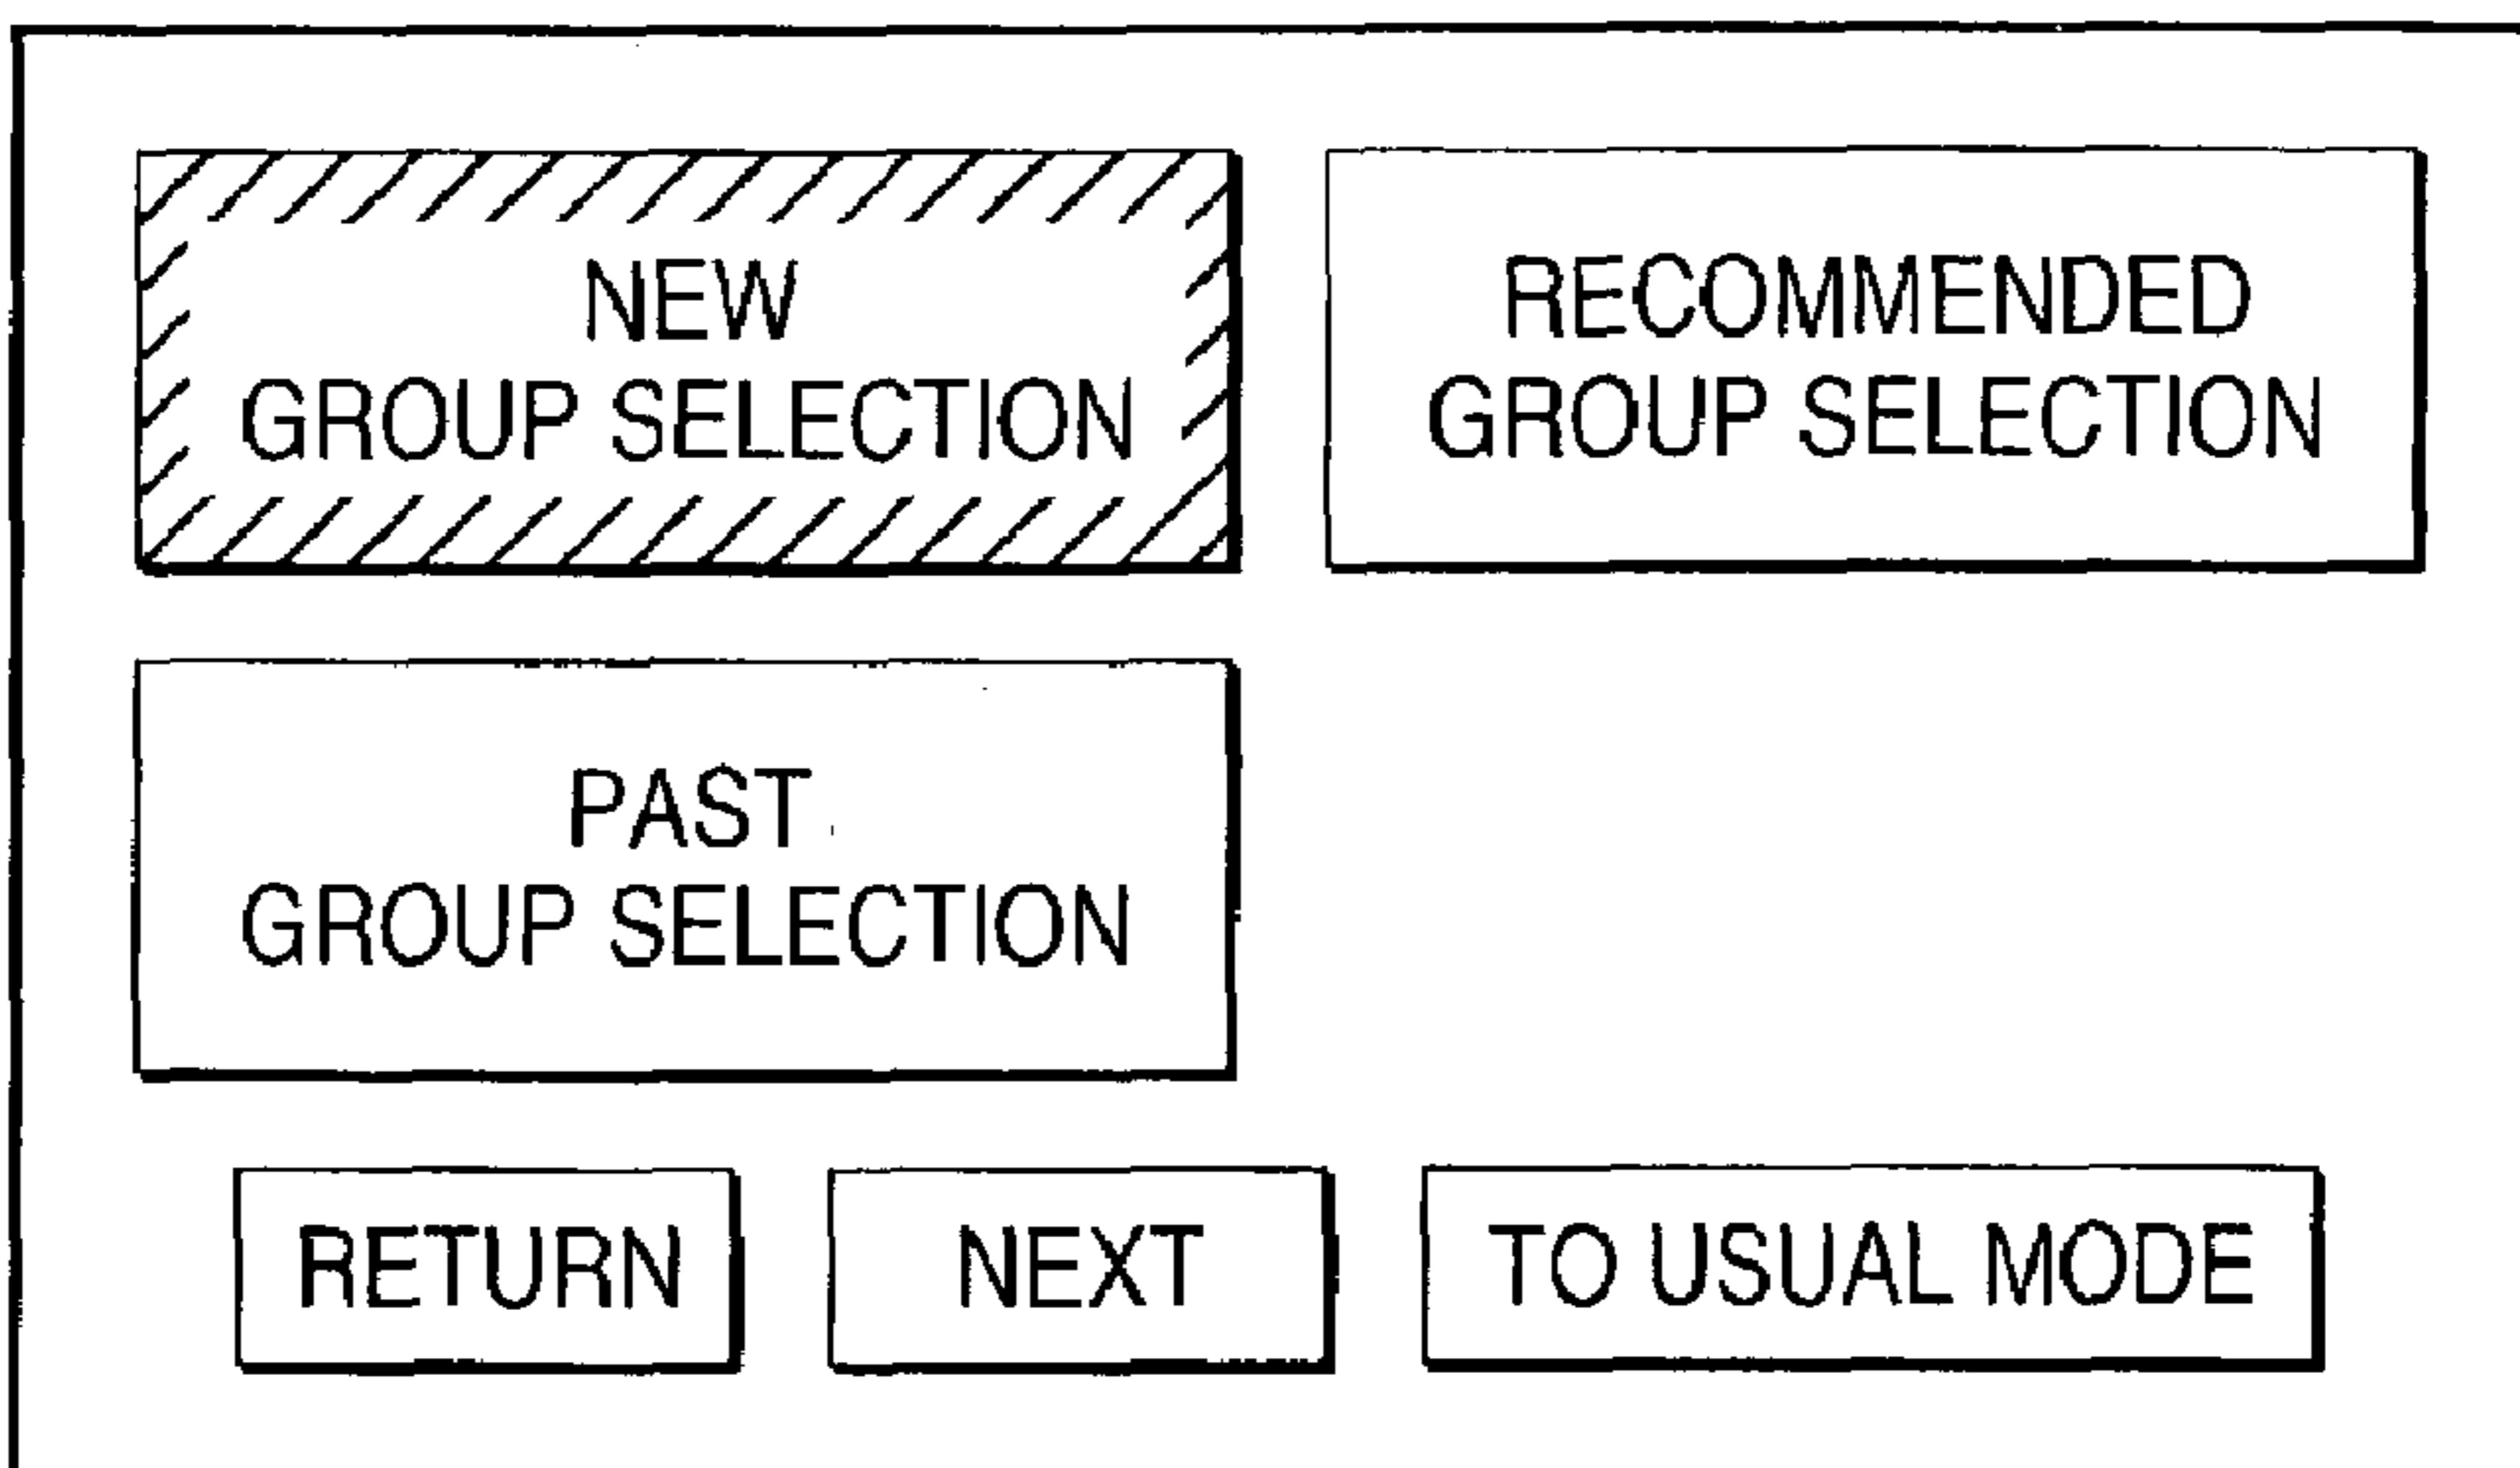 NEW
GROUP SELECTION
RECOMMENDED
GROUP SELECTION
PAST
GROUP SELECTION
RETURN
NEXT
TO USUAL MODE